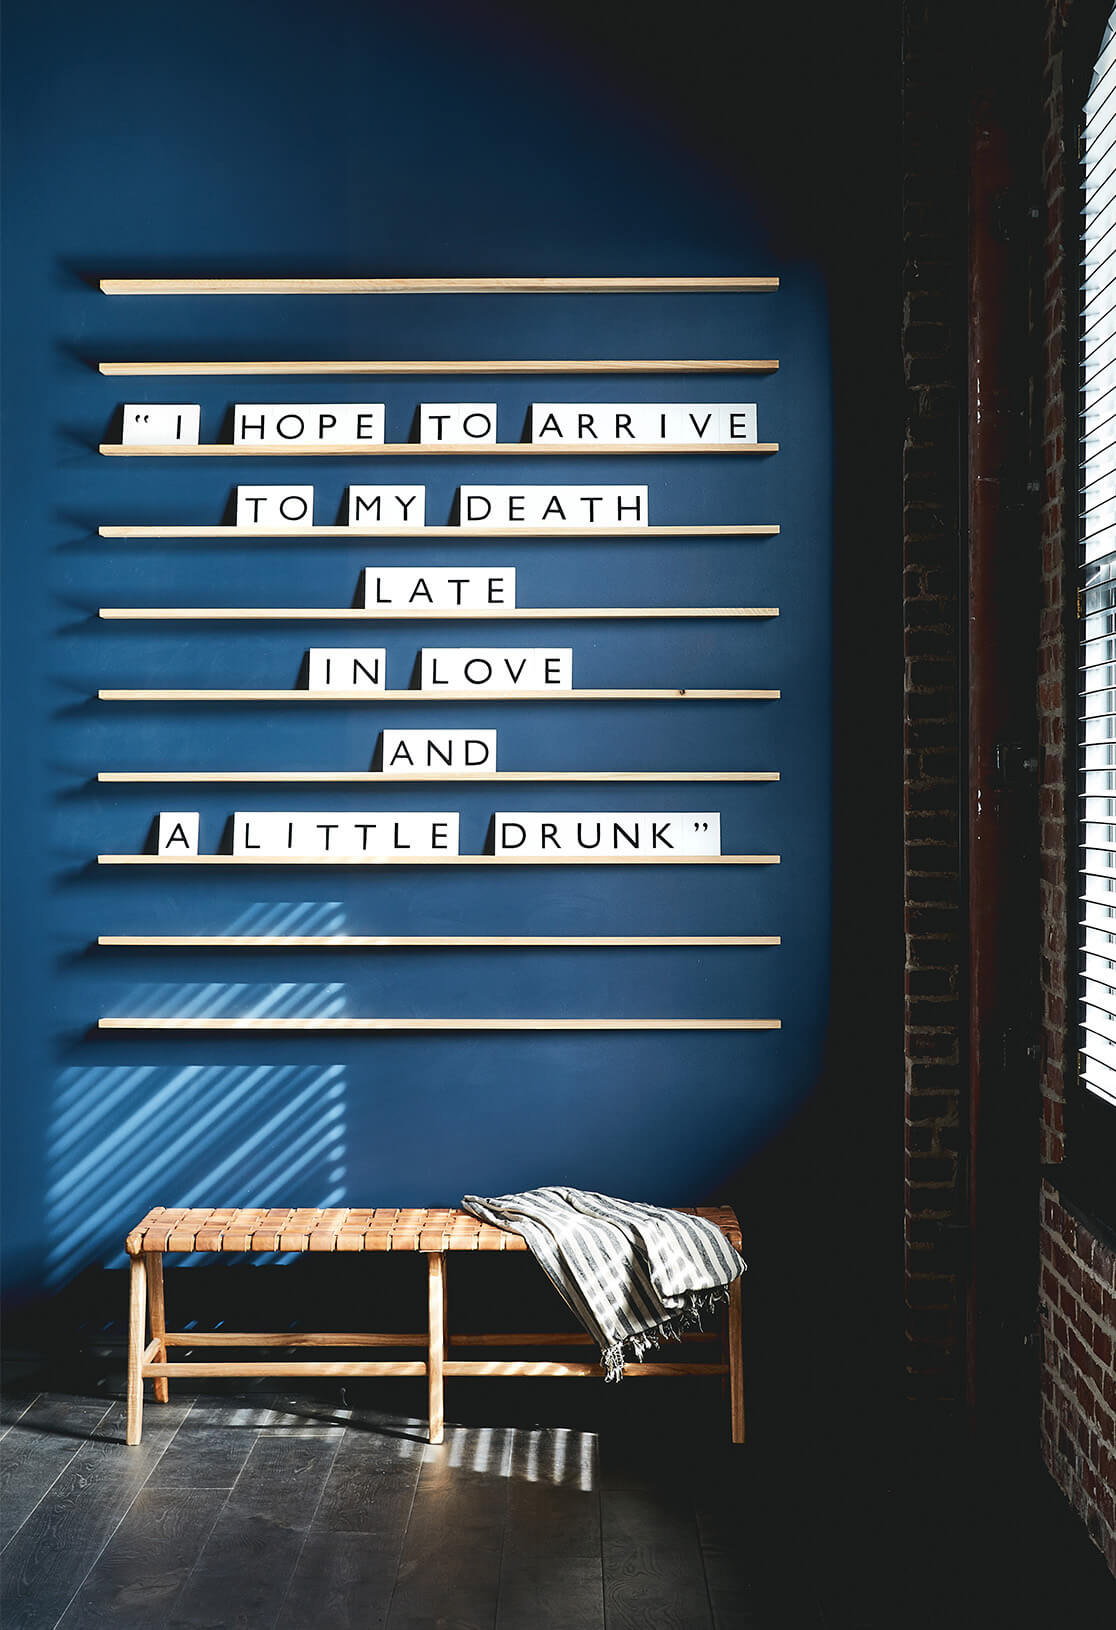 “I HOPE TO ARRIVE
TO MY DEATH
LATE
IN LOVE
AND
A LITTLE DRUNK”